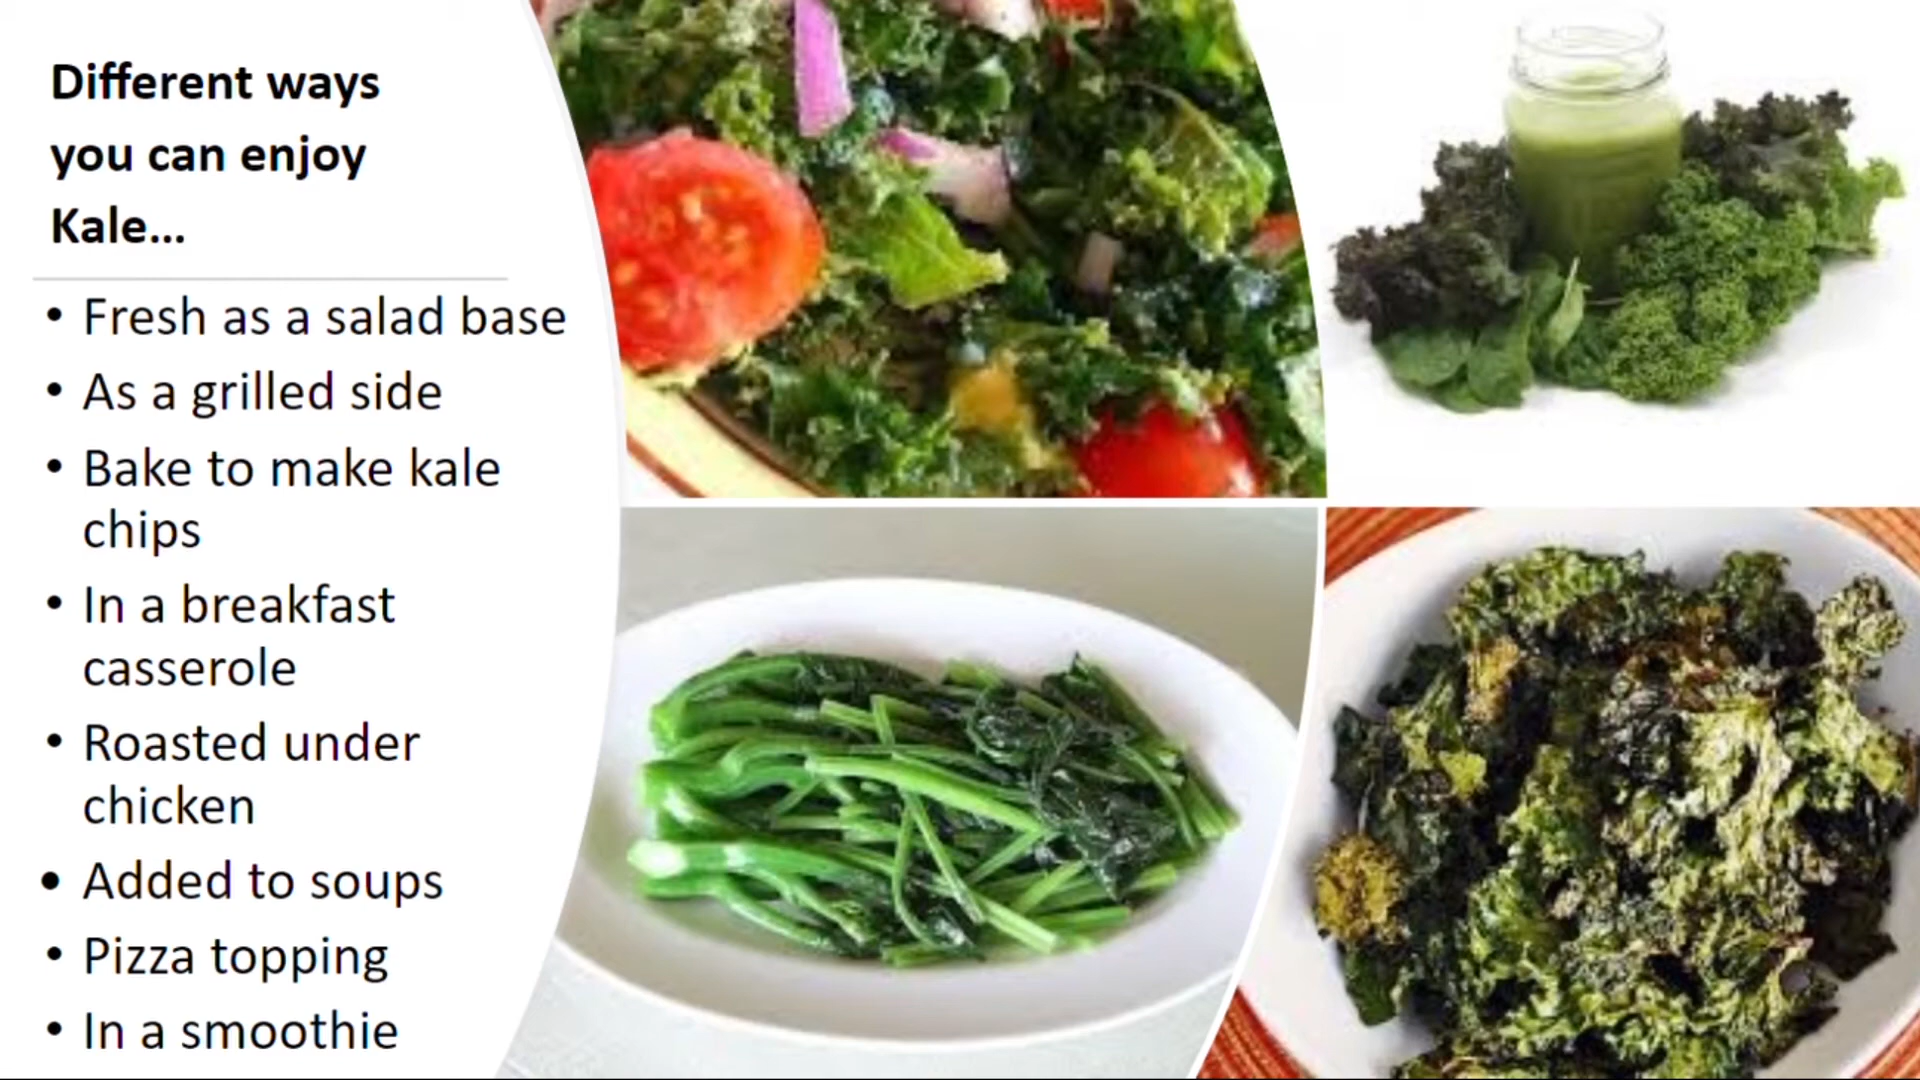 Different ways
you can enjoy
Kale...
• Fresh as a salad base
• As a grilled side
• Bake to make kale
chips
• In a breakfast
casserole
• Roasted under
chicken
• Added to soups
• Pizza topping
• In a smoothie